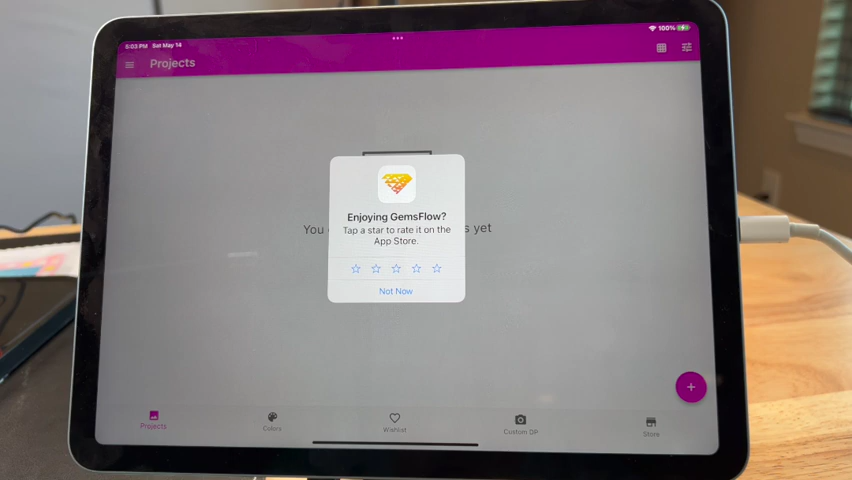 5:03 PM Sat May 14
100%
Projects
You
s yet
Enjoying GemsFlow?
Tap a star to rate it on the
App Store.
Not Now
Projects
Colors
Wishlist
Custom DP
Store